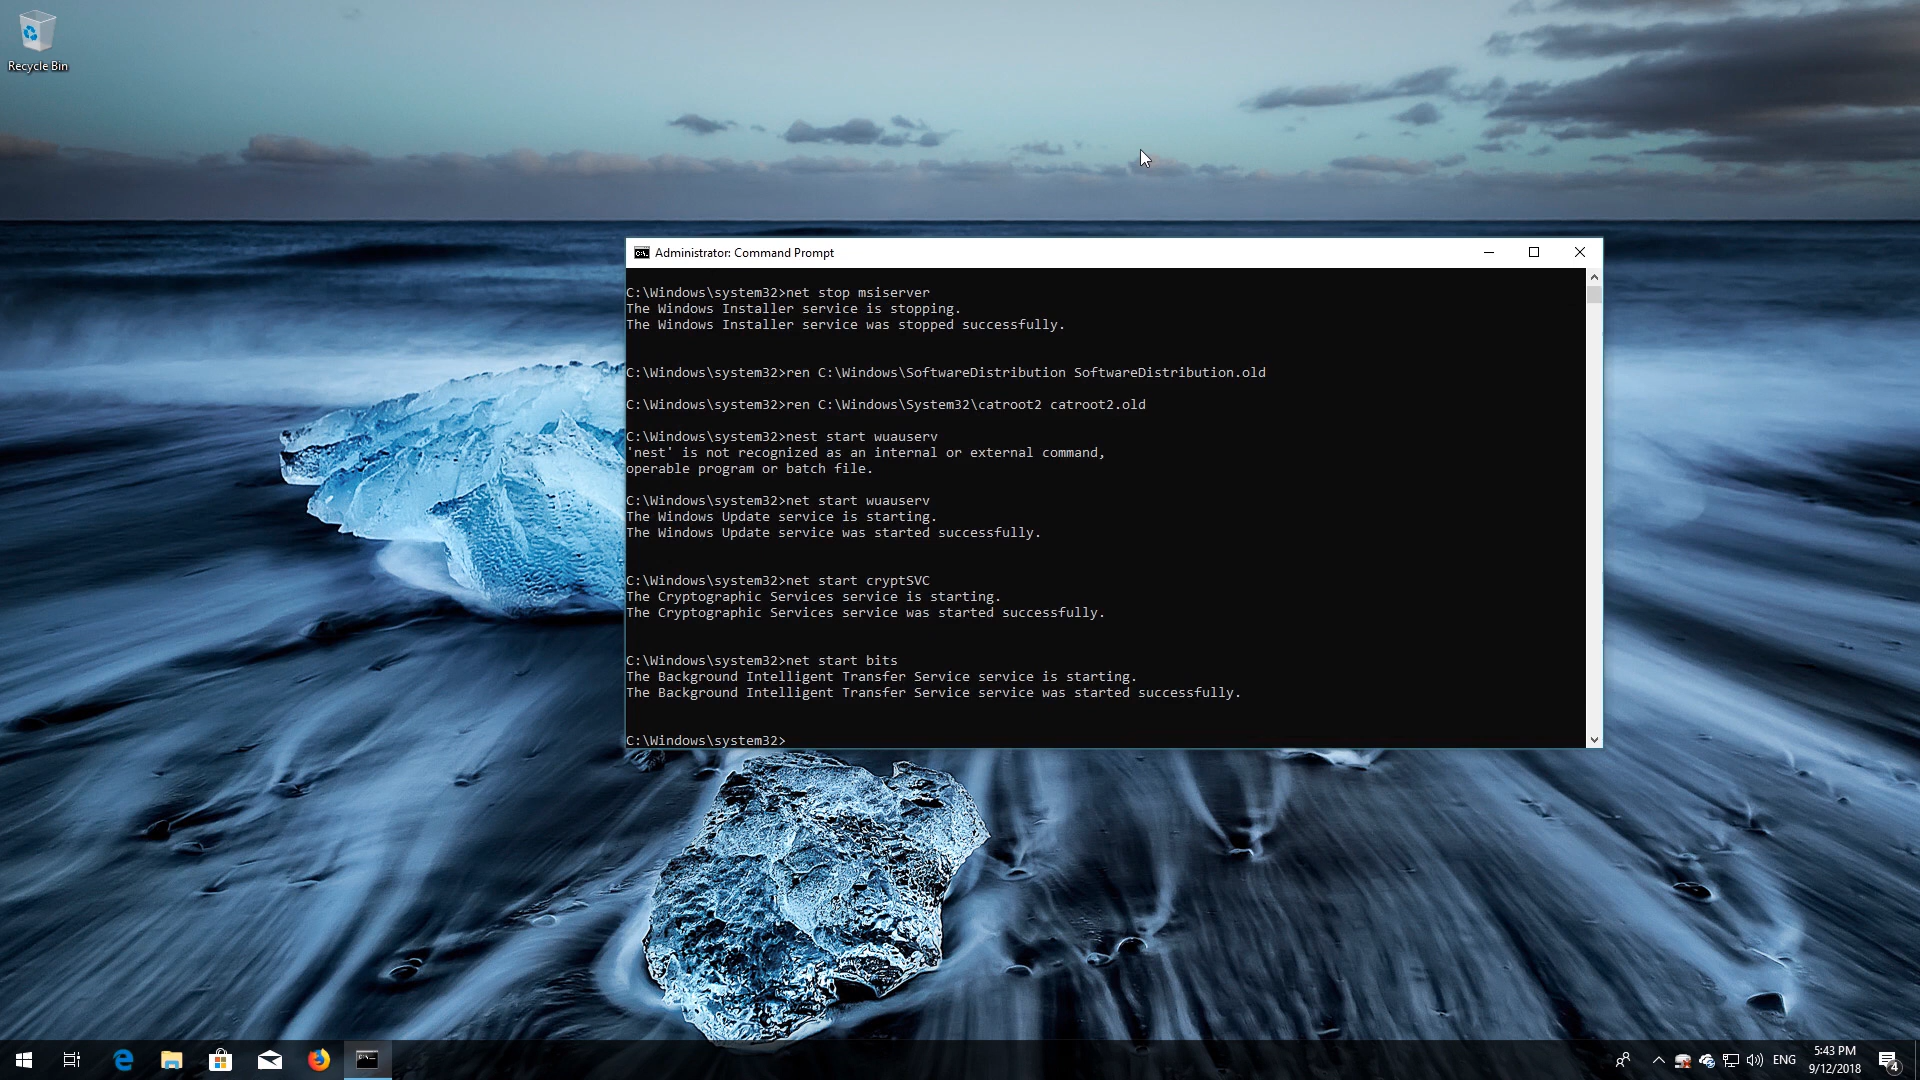 Recycle Bin
Administrator: Command Prompt
C:\Windows\system32>net stop msiserver
The Windows Installer service is stopping.
The Windows Installer service was stopped successfully.
C:\Windows\system32>ren C:\Windows\SoftwareDistribution SoftwareDistribution.old
C:\Windows\system32>ren C:\Windows\System32\catroot2 catroot2.old
C:\Windows\system32>nest start wuauserv
'nest' is not recognized as an internal or external command,
operable program or batch file.
C:\Windows\system32>net start wuauserv
The Windows Update service is starting.
The Windows Update service was started successfully.
C:\Windows\system32>net start cryptSVC
The Cryptographic Services service is starting.
The Cryptographic Services service was started successfully.
C:\Windows\system32>net start bits
The Background Intelligent Transfer Service service is starting.
The Background Intelligent Transfer Service service was started successfully.
C:\Windows\system32>
ENG
5:43 PM
9/12/2018
4